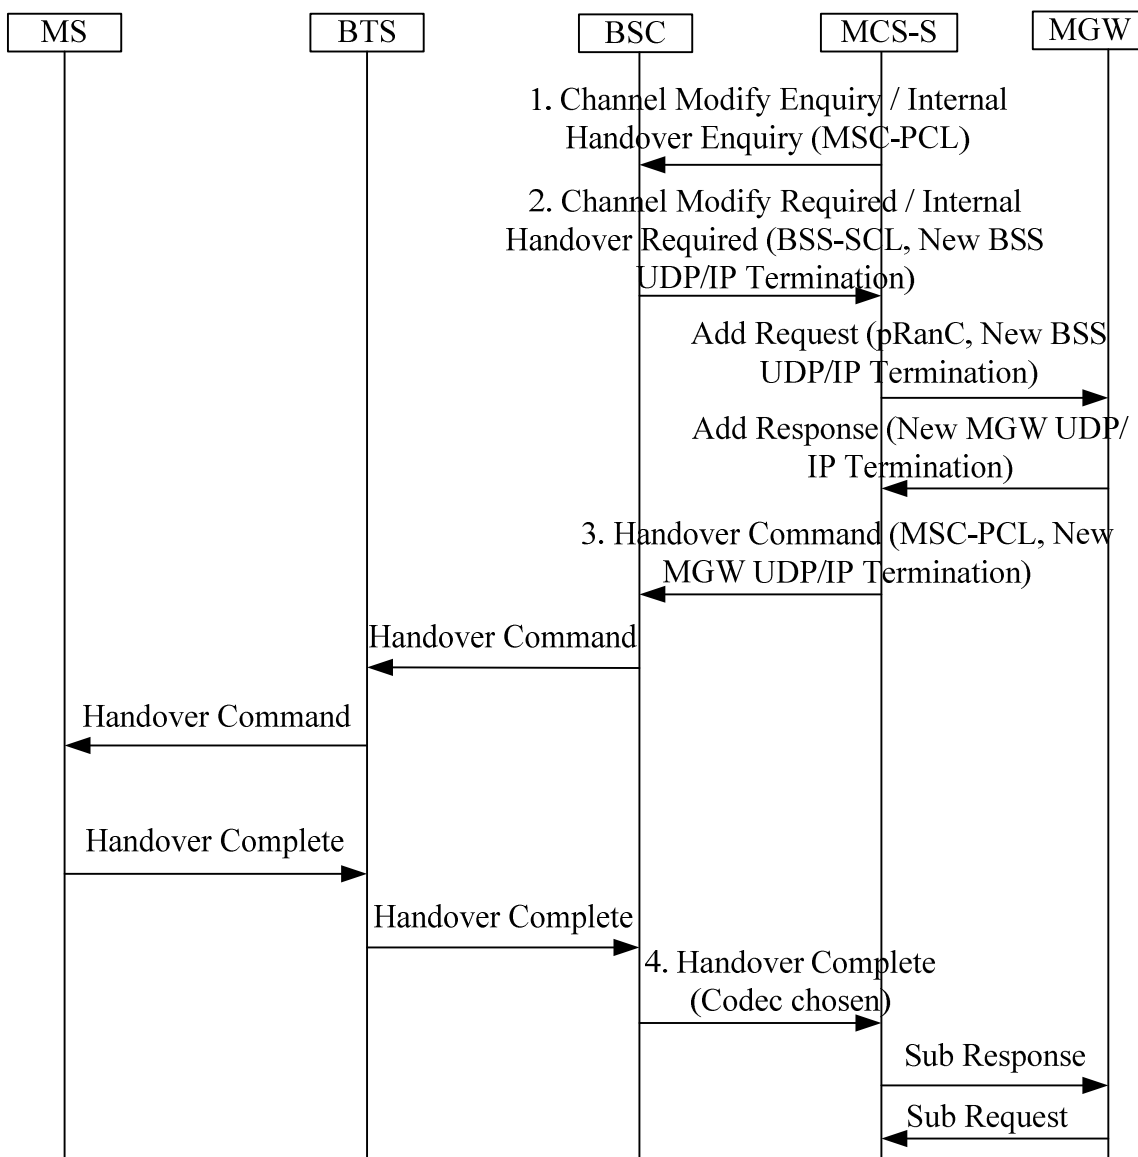 MS
BTS
BSC
MCS-S
MGW
1. Channel Modify Enquiry / Internal
Handover Enquiry (MSC-PCL)
2. Channel Modify Required / Internal
Handover Required (BSS-SCL, New BSS
UDP/IP Termination)
Add Request (pRanC, New BSS
UDP/IP Termination)
Add Response (New MGW UDP/
IP Termination)
3. Handover Command (MSC-PCL, New
MGW UDP/IP Termination)
Handover Command
Handover Command
Handover Complete
Handover Complete
4. Handover Complete
(Codec chosen)
Sub Response
Sub Request